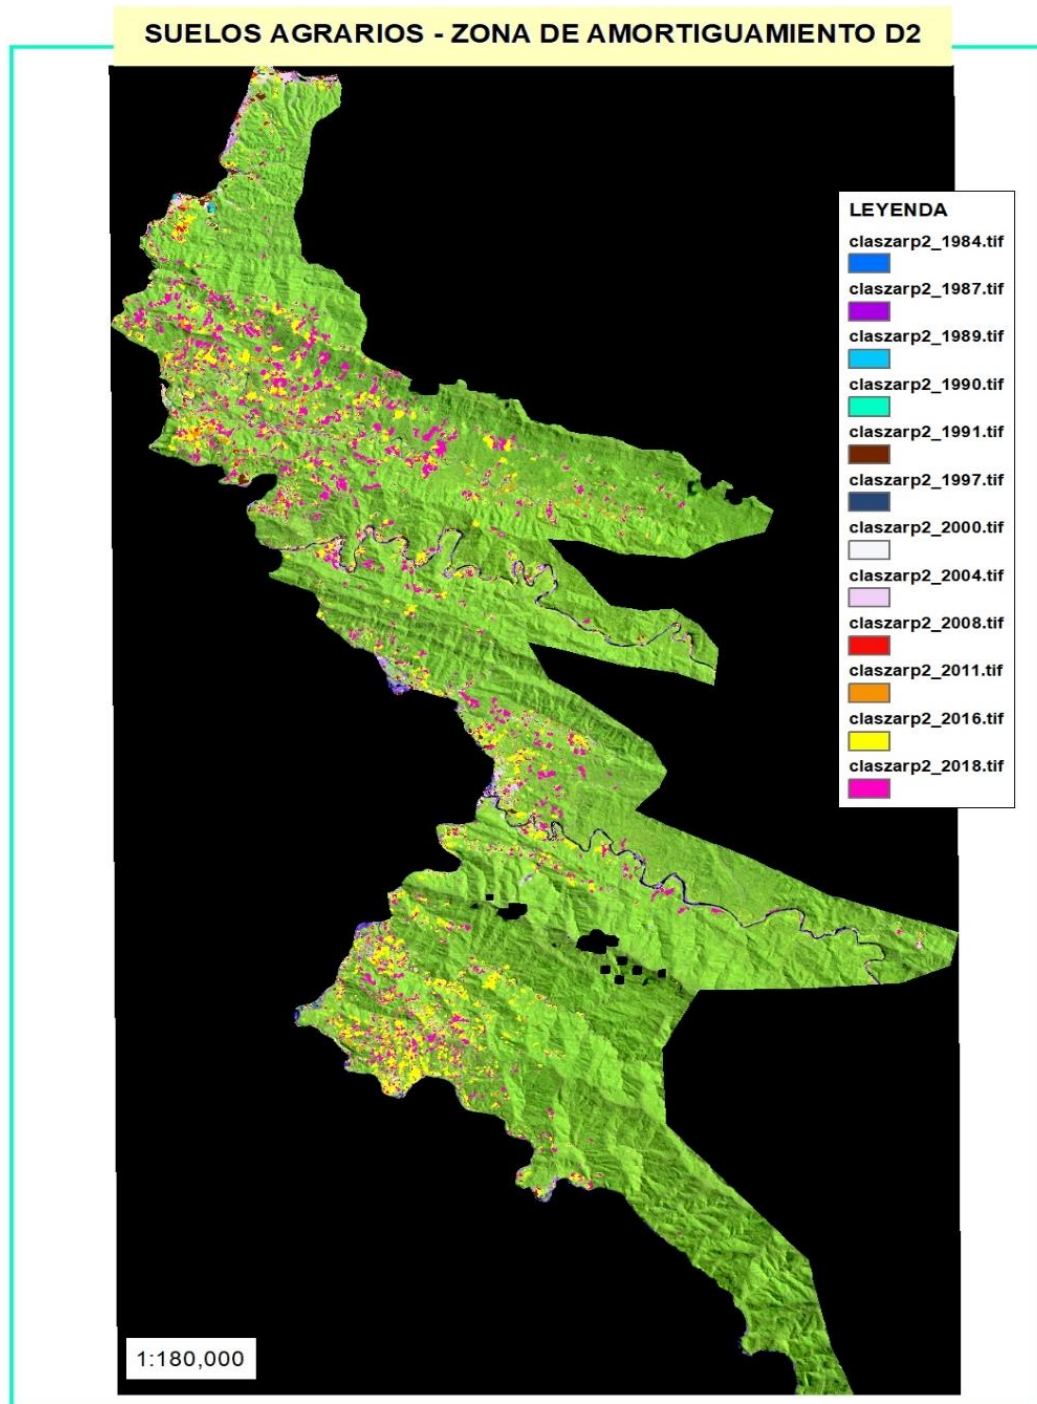 SUELOS AGRARIOS - ZONA DE AMORTIGUAMIENTO D2
LEYENDA
claszarp2_1984.tif
claszarp2_1987.tif
claszarp2_1989.tif
claszarp2_1990.tif
claszarp2_1991.tif
claszarp2_1997.tif
claszarp2_2000.tif
claszarp2_2004.tif
claszarp2_2008.tif
claszarp2_2011.tif
claszarp2_2016.tif
claszarp2_2018.tif
1:180,000